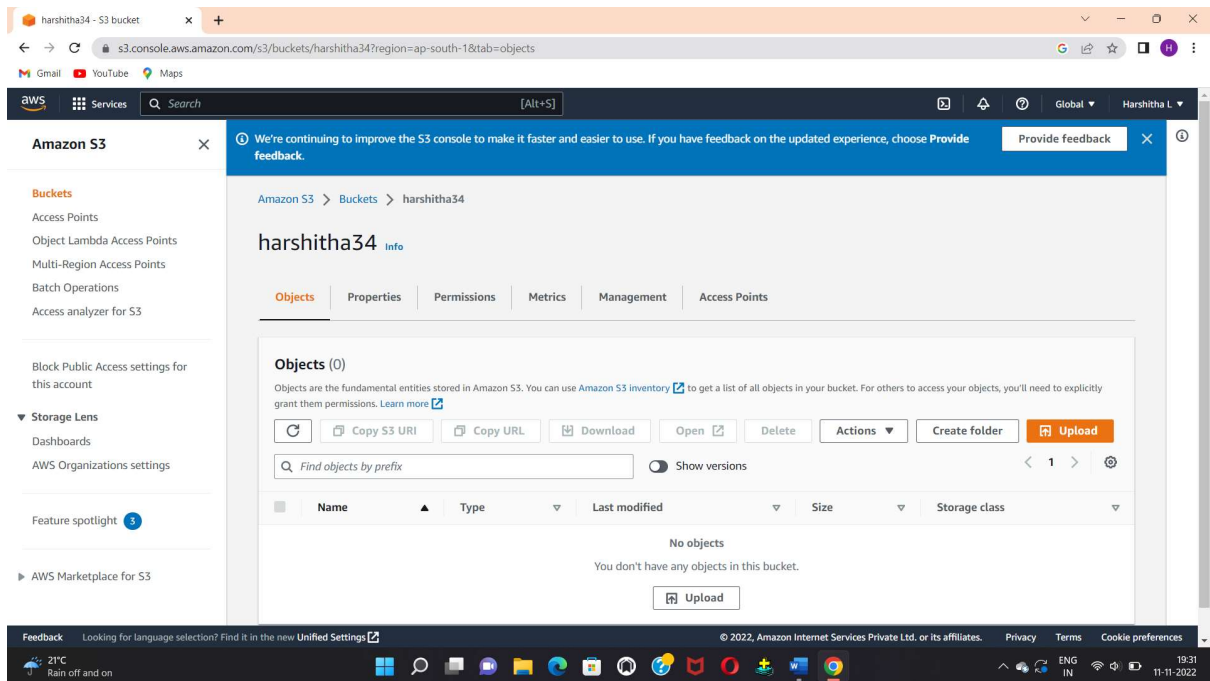 harshitha34 - S3 bucket
s3.console.aws.amazon.com/s3/buckets/harshitha34?region=ap-south-1&tab=objects
G
H
Gmail YouTube Maps
aws Services Search [Alt+S] Global Harshitha L
Amazon S3
We're continuing to improve the S3 console to make it faster and easier to use. If you have feedback on the updated experience, choose Provide
feedback.
Provide feedback
Buckets
Access Points
Object Lambda Access Points
Multi-Region Access Points
Batch Operations
Access analyzer for S3
Block Public Access settings for
this account
Storage Lens
Dashboards
AWS Organizations settings
Feature spotlight 3
AWS Marketplace for S3
Amazon S3 > Buckets > harshitha34
harshitha34 Info
Objects Properties Permissions Metrics Management Access Points
Objects (0)
Objects are the fundamental entities stored in Amazon S3. You can use Amazon S3 inventory to get a list of all objects in your bucket. For others to access your objects, you'll need to explicitly
grant them permissions. Learn more
Copy S3 URI Copy URL Download Open Delete Actions Create folder Upload
Find objects by prefix Show versions < 1 >
Name Type Last modified Size Storage class
No objects
You don't have any objects in this bucket.
Upload
Feedback Looking for language selection? Find it in the new Unified Settings © 2022, Amazon Internet Services Private Ltd. or its affiliates. Privacy Terms Cookie preferences
21°C
Rain off and on
ENG
IN
19:31
11-11-2022